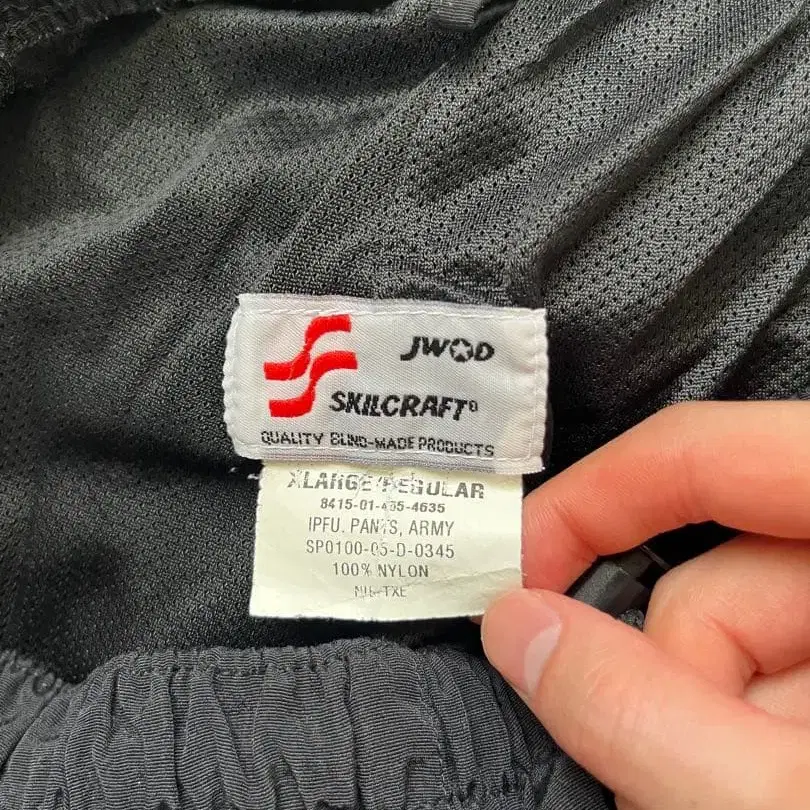 JWOD
SKILCRAFT®
QUALITY BLIND-MADE PRODUCTS
XLARGE/REGULAR
8415-01-465-4635
IPFU. PANTS, ARMY
SP0100-05-D-0345
100% NYLON